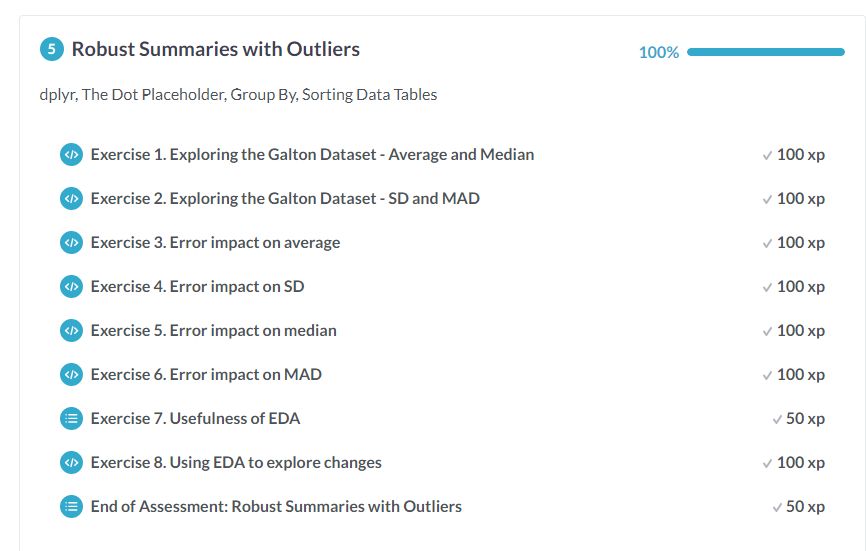 5 Robust Summaries with Outliers 100%
dplyr, The Dot Placeholder, Group By, Sorting Data Tables
</> Exercise 1. Exploring the Galton Dataset - Average and Median ✓ 100 xp
</> Exercise 2. Exploring the Galton Dataset - SD and MAD ✓ 100 xp
</> Exercise 3. Error impact on average ✓ 100 xp
</> Exercise 4. Error impact on SD ✓ 100 xp
</> Exercise 5. Error impact on median ✓ 100 xp
</> Exercise 6. Error impact on MAD ✓ 100 xp
Exercise 7. Usefulness of EDA ✓ 50 xp
</> Exercise 8. Using EDA to explore changes ✓ 100 xp
End of Assessment: Robust Summaries with Outliers ✓ 50 xp